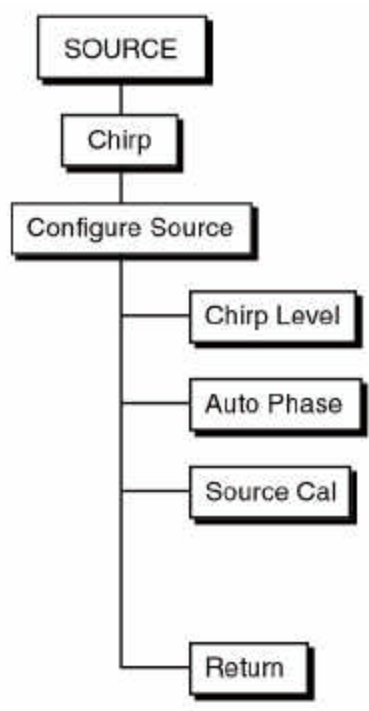 SOURCE
Chirp
Configure Source
Chirp Level
Auto Phase
Source Cal
Return